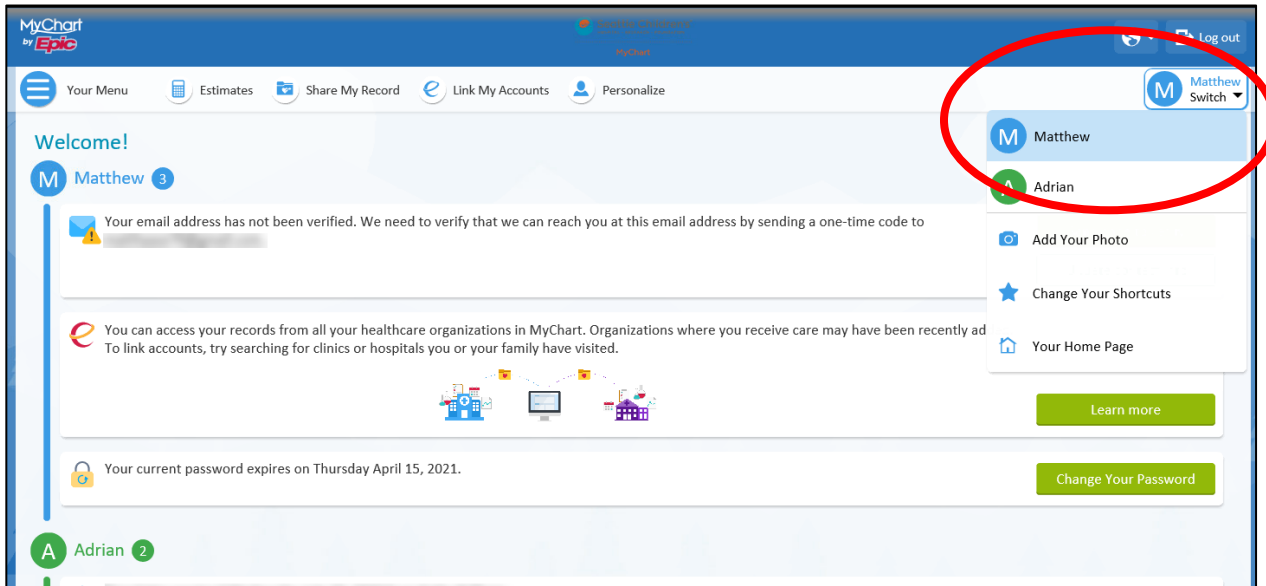 MyChart
by Epic
MyChart
Log out
Your Menu
Estimates
Share My Record
Link My Accounts
Personalize
M
Matthew
Switch
M
Matthew
A
Adrian
Add Your Photo
Change Your Shortcuts
Your Home Page
Welcome!
M
Matthew 3
Your email address has not been verified. We need to verify that we can reach you at this email address by sending a one-time code to
You can access your records from all your healthcare organizations in MyChart. Organizations where you receive care may have been recently ad
To link accounts, try searching for clinics or hospitals you or your family have visited.
Learn more
Your current password expires on Thursday April 15, 2021.
Change Your Password
A
Adrian 2